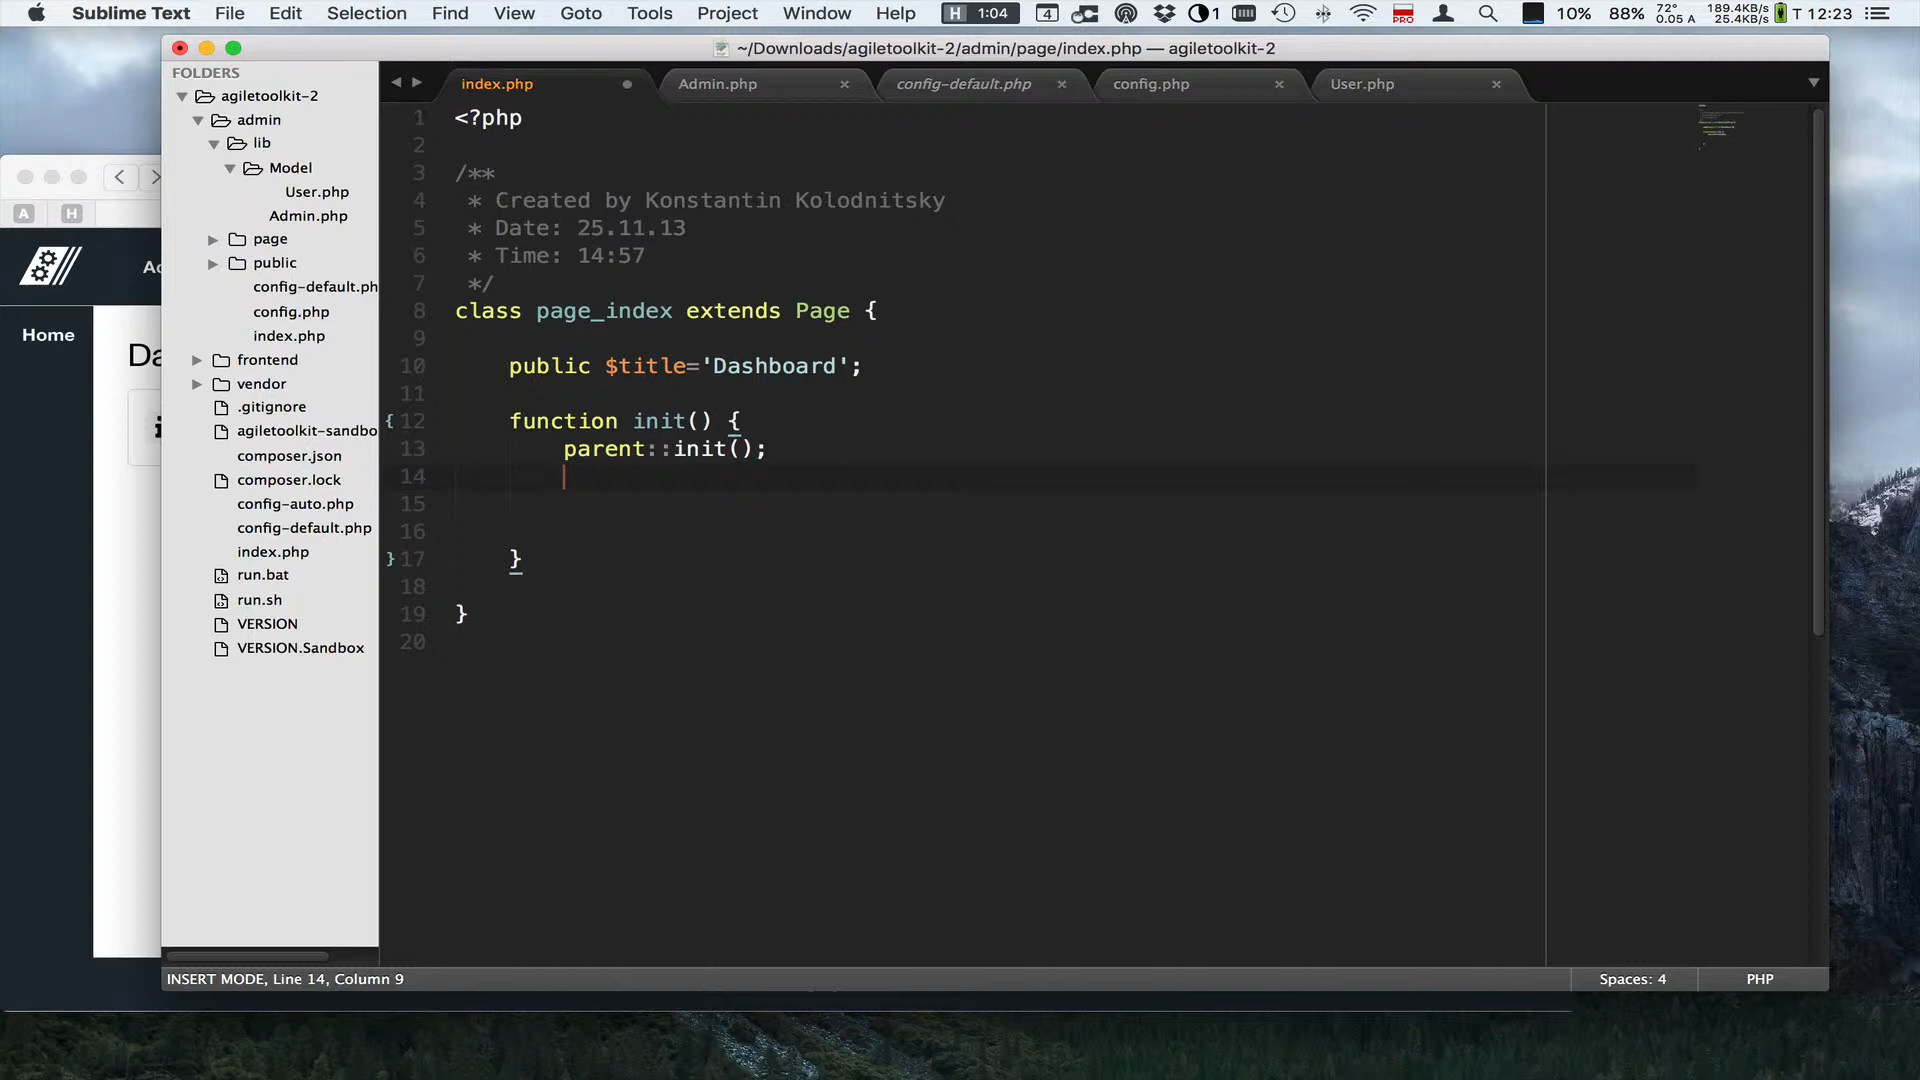 Sublime Text File Edit Selection Find View Goto Tools Project Window Help H 1:04 4 1 PRO 10% 88% 72° 0.05 A 189.4KB/s 25.4KB/s T 12:23
~/Downloads/agiletoolkit-2/admin/page/index.php — agiletoolkit-2
FOLDERS
agiletoolkit-2
admin
lib
Model
User.php
Admin.php
page
public
config-default.ph
config.php
index.php
frontend
vendor
.gitignore
agiletoolkit-sandbo
composer.json
composer.lock
config-auto.php
config-default.php
index.php
run.bat
run.sh
VERSION
VERSION.Sandbox
A H
Ac
Home
Da
index.php Admin.php config-default.php config.php User.php
1 <?php
2
3 /**
4 * Created by Konstantin Kolodnitsky
5 * Date: 25.11.13
6 * Time: 14:57
7 */
8 class page_index extends Page {
9
10 public $title='Dashboard';
11
{ 12 function init() {
13 parent::init();
14
15
16
} 17 }
18
19 }
20
INSERT MODE, Line 14, Column 9 Spaces: 4 PHP